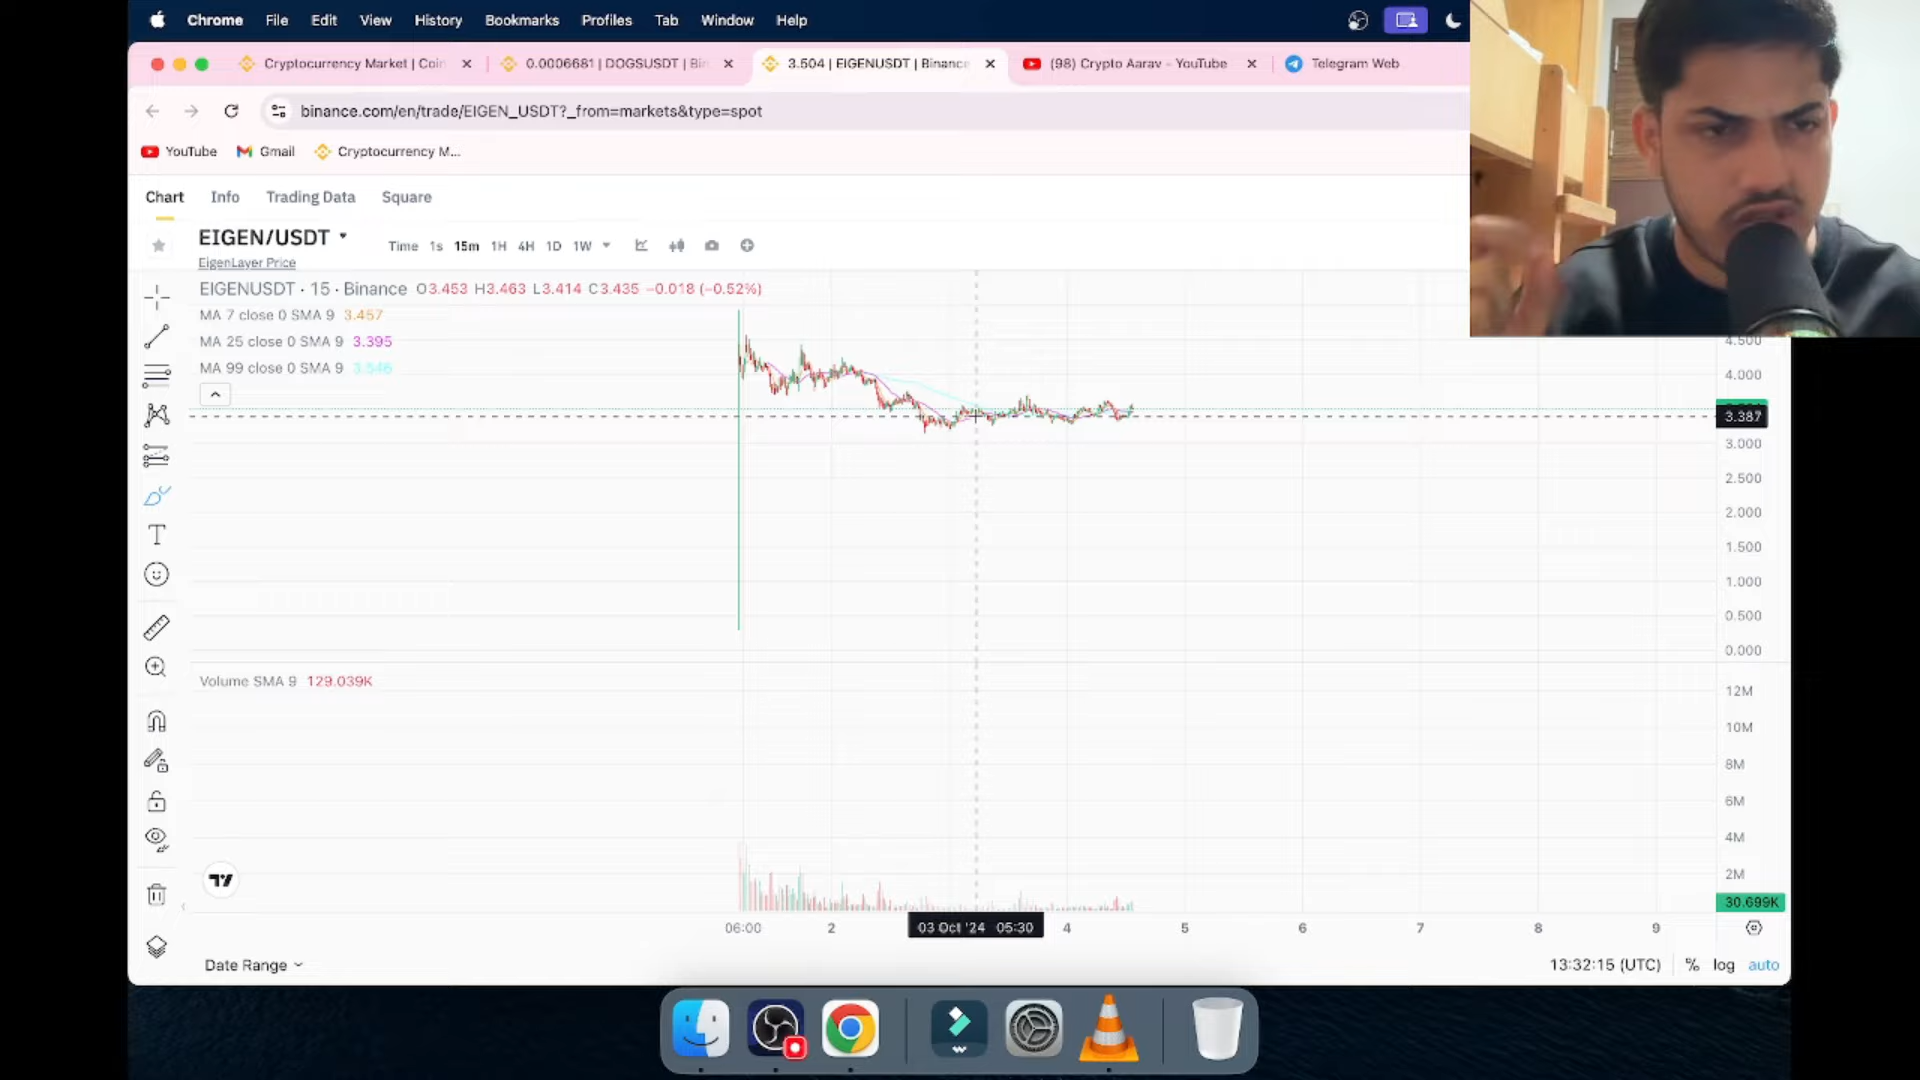 Chrome File Edit View History Bookmarks Profiles Tab Window Help
Cryptocurrency Market | Coin 0.0006681 | DOGSUSDT | Bin 3.504 | EIGENUSDT | Binance (98) Crypto Aarav - YouTube Telegram Web
binance.com/en/trade/EIGEN_USDT?_from=markets&type=spot
YouTube Gmail Cryptocurrency M...
Chart Info Trading Data Square
EIGEN/USDT Time 1s 15m 1H 4H 1D 1W
EigenLayer Price
EIGENUSDT · 15 · Binance O3.453 H3.463 L3.414 C3.435 −0.018 (−0.52%)
MA 7 close 0 SMA 9 3.457
MA 25 close 0 SMA 9 3.395
MA 99 close 0 SMA 9 3.546
4.500
4.000
3.387
3.000
2.500
2.000
1.500
1.000
0.500
0.000
Volume SMA 9 129.039K
12M
10M
8M
6M
4M
2M
30.699K
06:00 2 03 Oct '24 05:30 4 5 6 7 8 9
Date Range 13:32:15 (UTC) % log auto